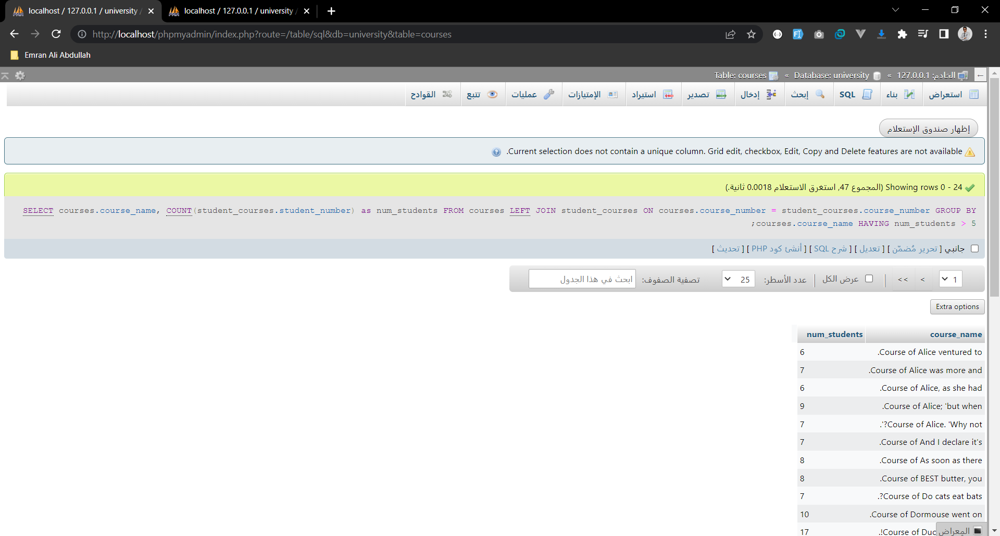 localhost / 127.0.0.1 / university /
localhost / 127.0.0.1 / university /
http://localhost/phpmyadmin/index.php?route=/table/sql&db=university&table=courses
Emran Ali Abdullah
الخادم: 127.0.0.1 » Database: university » Table: courses
استعراض بناء SQL إبحث إدخال تصدير استيراد الإمتيازات عمليات تتبع القوادح
إظهار صندوق الإستعلام
.Current selection does not contain a unique column. Grid edit, checkbox, Edit, Copy and Delete features are not available
Showing rows 0 - 24 (المجموع 47, استغرق الاستعلام 0.0018 ثانية.)
SELECT courses.course_name, COUNT(student_courses.student_number) as num_students FROM courses LEFT JOIN student_courses ON courses.course_number = student_courses.course_number GROUP BY
;courses.course_name HAVING num_students > 5
جانبي [ تحرير مُضمّن ] [ تعديل ] [ شرح SQL ] [ أنشئ كود PHP ] [ تحديث ]
1 > >> | عرض الكل | عدد الأسطر: 25 تصفية الصفوف: ابحث في هذا الجدول
Extra options
course_name num_students
.Course of Alice ventured to 6
.Course of Alice was more and 7
.Course of Alice, as she had 6
.Course of Alice; 'but when 9
.'?Course of Alice. 'Why not 7
.Course of And I declare it's 7
.Course of As soon as there 8
.Course of BEST butter, you 8
.?Course of Do cats eat bats 7
.Course of Dormouse went on 10
.!Course of Duc 17
المعراض